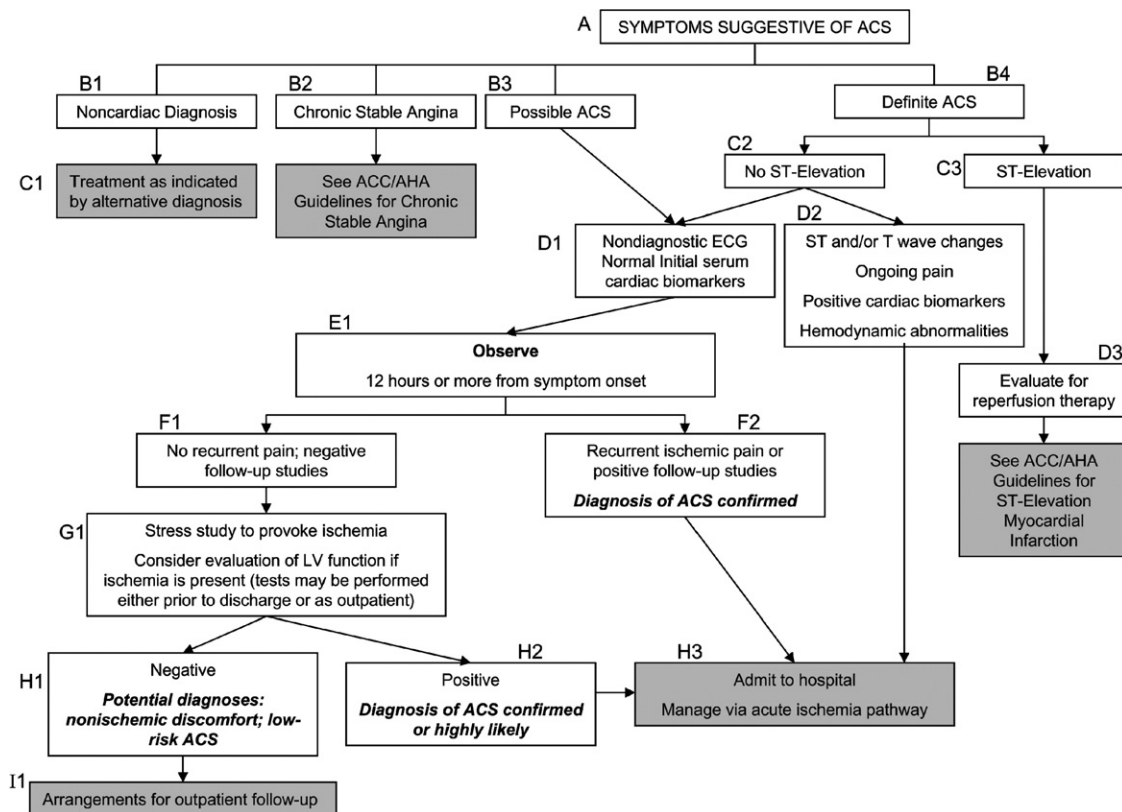 A
SYMPTOMS SUGGESTIVE OF ACS
B1
Noncardiac Diagnosis
B2
Chronic Stable Angina
B3
Possible ACS
B4
Definite ACS
C1
Treatment as indicated
by alternative diagnosis
See ACC/AHA
Guidelines for Chronic
Stable Angina
C2
No ST-Elevation
C3
ST-Elevation
D1
Nondiagnostic ECG
Normal Initial serum
cardiac biomarkers
D2
ST and/or T wave changes
Ongoing pain
Positive cardiac biomarkers
Hemodynamic abnormalities
D3
Evaluate for
reperfusion therapy
See ACC/AHA
Guidelines for
ST-Elevation
Myocardial
Infarction
E1
Observe
12 hours or more from symptom onset
F1
No recurrent pain; negative
follow-up studies
F2
Recurrent ischemic pain or
positive follow-up studies
Diagnosis of ACS confirmed
G1
Stress study to provoke ischemia
Consider evaluation of LV function if
ischemia is present (tests may be performed
either prior to discharge or as outpatient)
H1
Negative
Potential diagnoses:
nonischemic discomfort; low-
risk ACS
H2
Positive
Diagnosis of ACS confirmed
or highly likely
H3
Admit to hospital
Manage via acute ischemia pathway
I1
Arrangements for outpatient follow-up